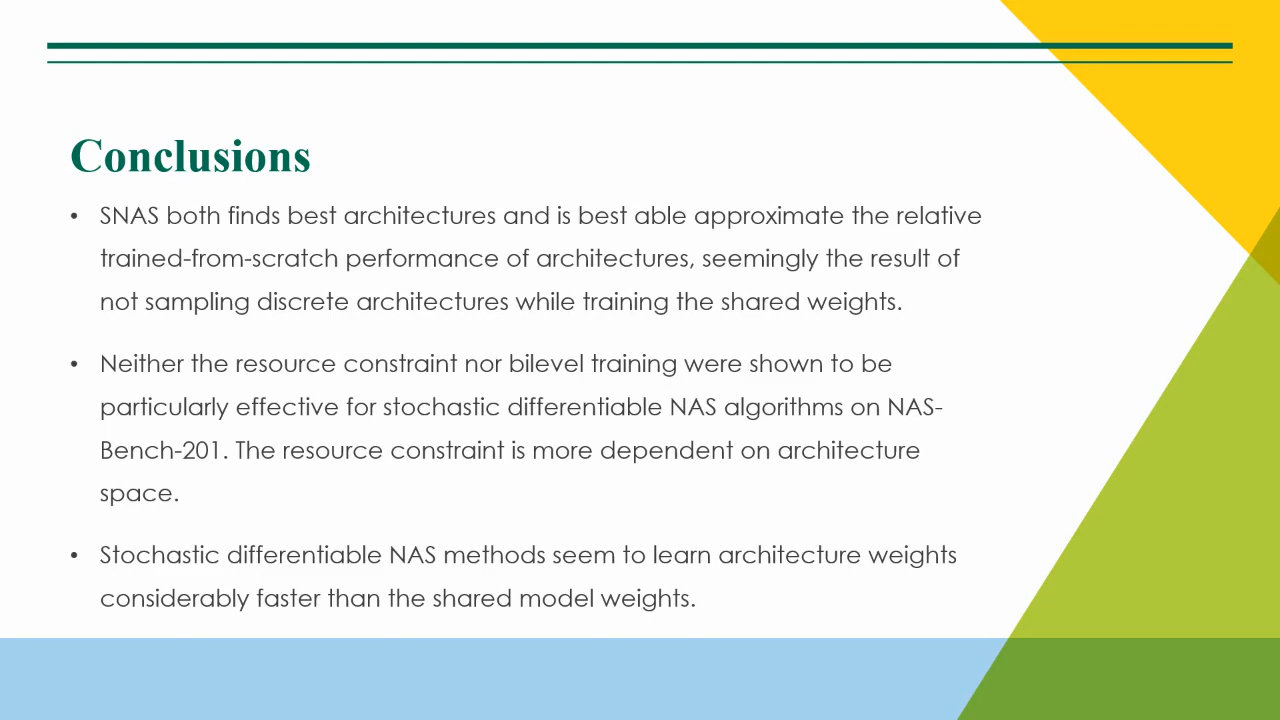 Conclusions
• SNAS both finds best architectures and is best able approximate the relative
trained-from-scratch performance of architectures, seemingly the result of
not sampling discrete architectures while training the shared weights.
• Neither the resource constraint nor bilevel training were shown to be
particularly effective for stochastic differentiable NAS algorithms on NAS-
Bench-201. The resource constraint is more dependent on architecture
space.
• Stochastic differentiable NAS methods seem to learn architecture weights
considerably faster than the shared model weights.